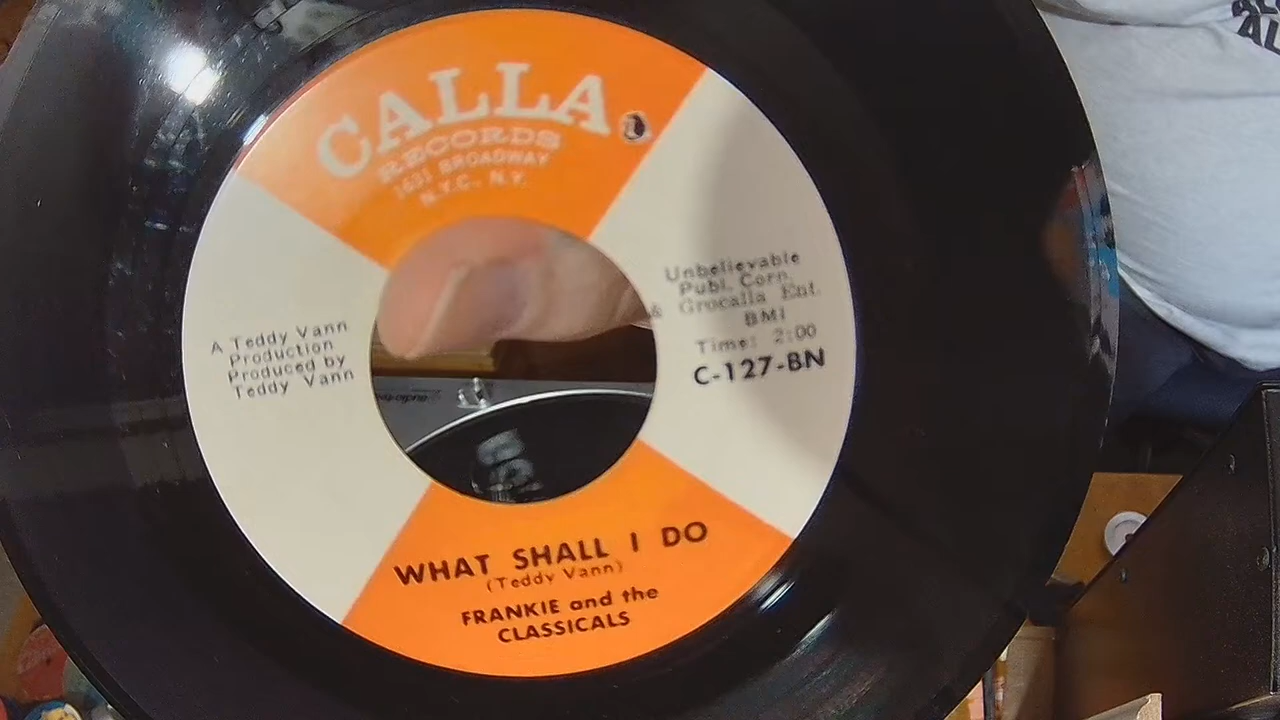 CALLA
RECORDS
1631 BROADWAY
N.Y.C., N.Y.
A Teddy Vann
Production
Produced by
Teddy Vann
Unbelievable
Publ. Corp.
& Grocalla Ent.
BMI
Time: 2:00
C-127-BN
WHAT SHALL I DO
(Teddy Vann)
FRANKIE and the
CLASSICALS